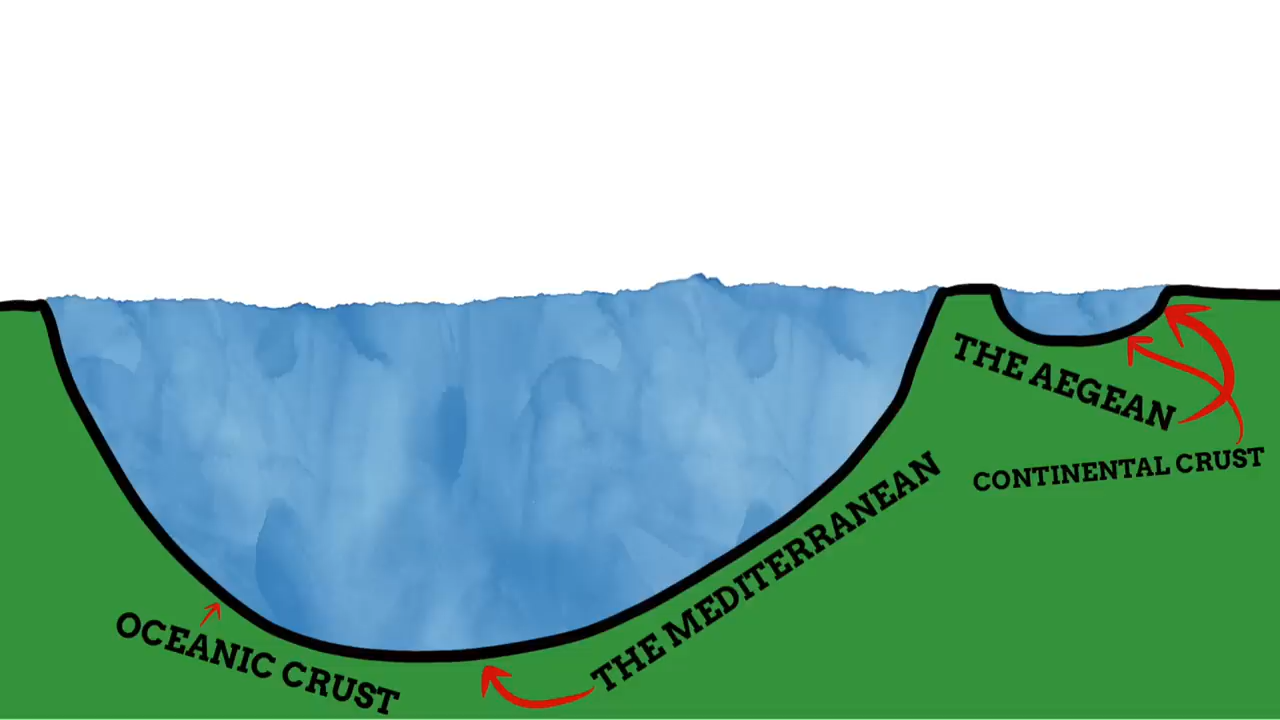 THE AEGEAN
CONTINENTAL CRUST
THE MEDITERRANEAN
OCEANIC CRUST